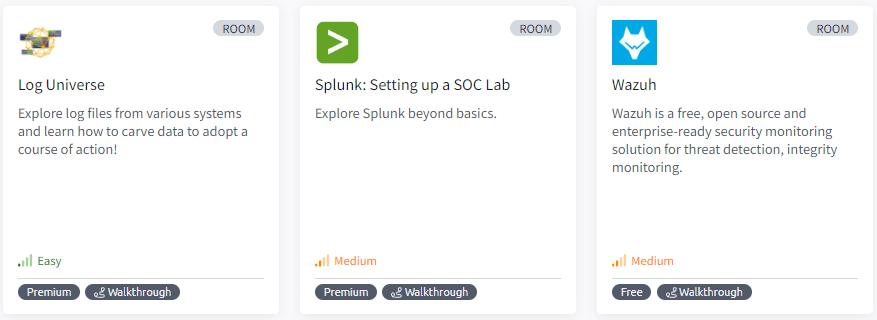 ROOM
Log Universe
Explore log files from various systems
and learn how to carve data to adopt a
course of action!
Easy
Premium
Walkthrough
ROOM
Splunk: Setting up a SOC Lab
Explore Splunk beyond basics.
Medium
Premium
Walkthrough
ROOM
Wazuh
Wazuh is a free, open source and
enterprise-ready security monitoring
solution for threat detection, integrity
monitoring.
Medium
Free
Walkthrough